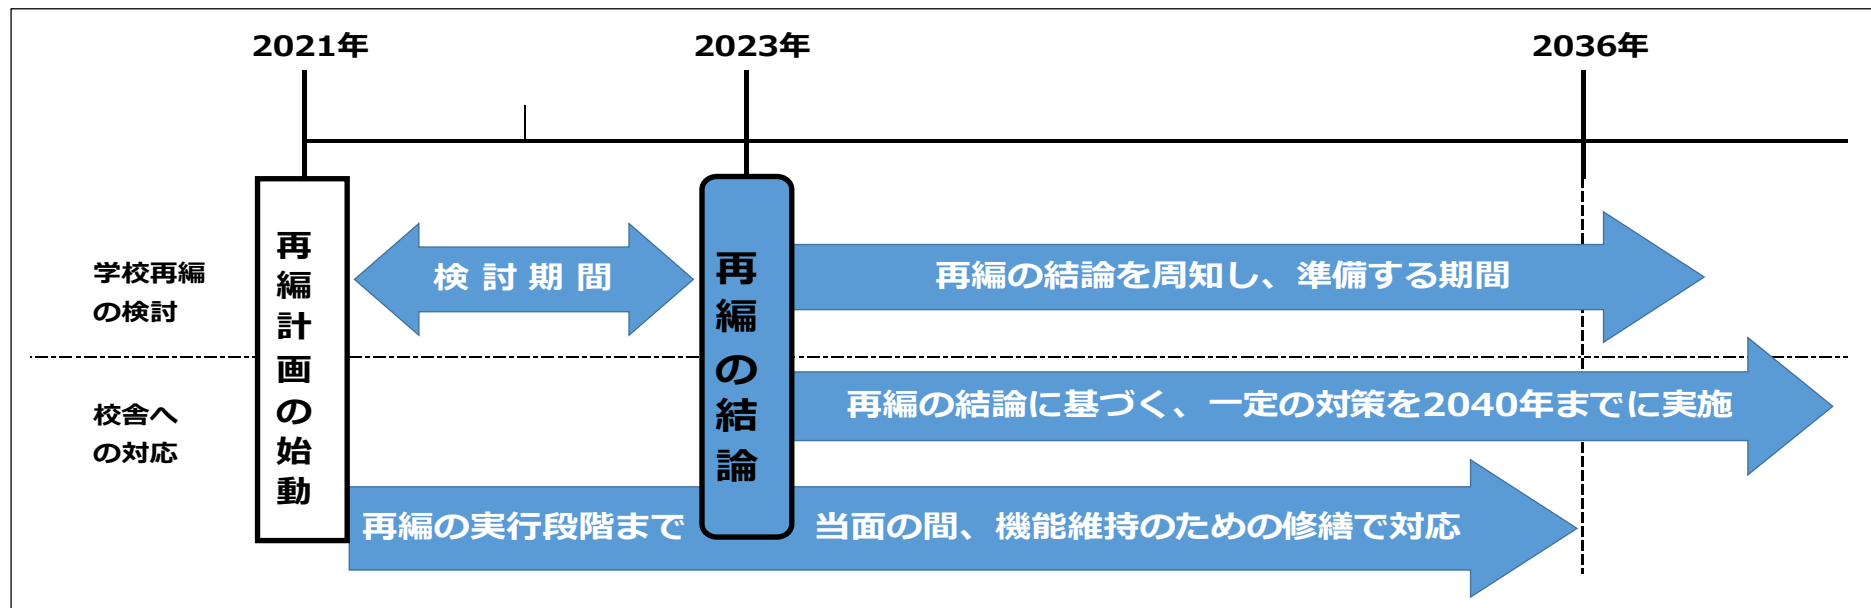 2021年
2023年
2036年
再編計画の始動
再編の結論
学校再編
の検討
検討期間
再編の結論を周知し、準備する期間
校舎へ
の対応
再編の結論に基づく、一定の対策を2040年までに実施
再編の実行段階まで
当面の間、機能維持のための修繕で対応